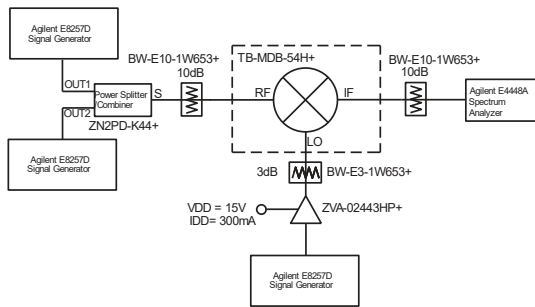 Agilent E8257D
Signal Generator
BW-E10-1W653+
10dB
TB-MDB-54H+
BW-E10-1W653+
10dB
OUT1
Power Splitter
/Combiner
S
RF
IF
Agilent E4448A
Spectrum
Analyzer
OUT2
ZN2PD-K44+
LO
Agilent E8257D
Signal Generator
3dB
BW-E3-1W653+
VDD = 15V
IDD= 300mA
ZVA-02443HP+
Agilent E8257D
Signal Generator